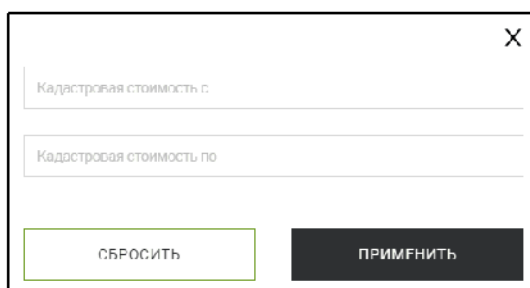 X
Кадастровая стоимость с
Кадастровая стоимость по
СБРОСИТЬ ПРИМЕНИТЬ